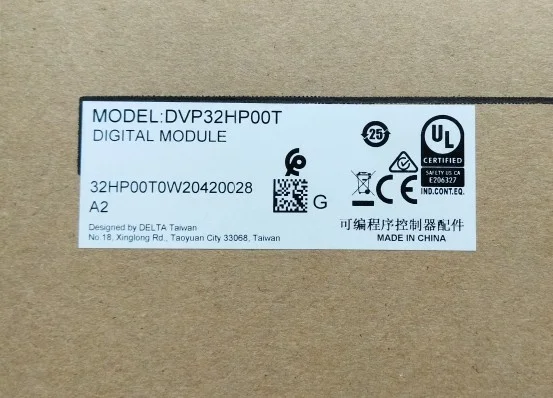 MODEL:DVP32HP00T
DIGITAL MODULE
25
UL
CERTIFIED
SAFETY US CA
E206327
IND.CONT.EQ.
32HP00T0W20420028
A2
G
CE
Designed by DELTA Taiwan
No 18, Xinglong Rd., Taoyuan City 33068, Taiwan
可编程序控制器配件
MADE IN CHINA